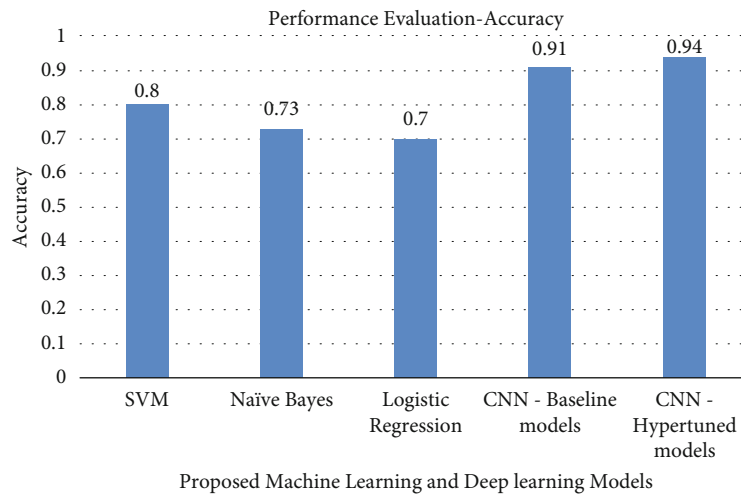 Performance Evaluation-Accuracy
1
0.9
0.8
0.7
0.6
0.5
0.4
0.3
0.2
0.1
0
Accuracy
0.8
0.73
0.7
0.91
0.94
SVM
Naïve Bayes
Logistic
Regression
CNN - Baseline
models
CNN -
Hypertuned
models
Proposed Machine Learning and Deep learning Models